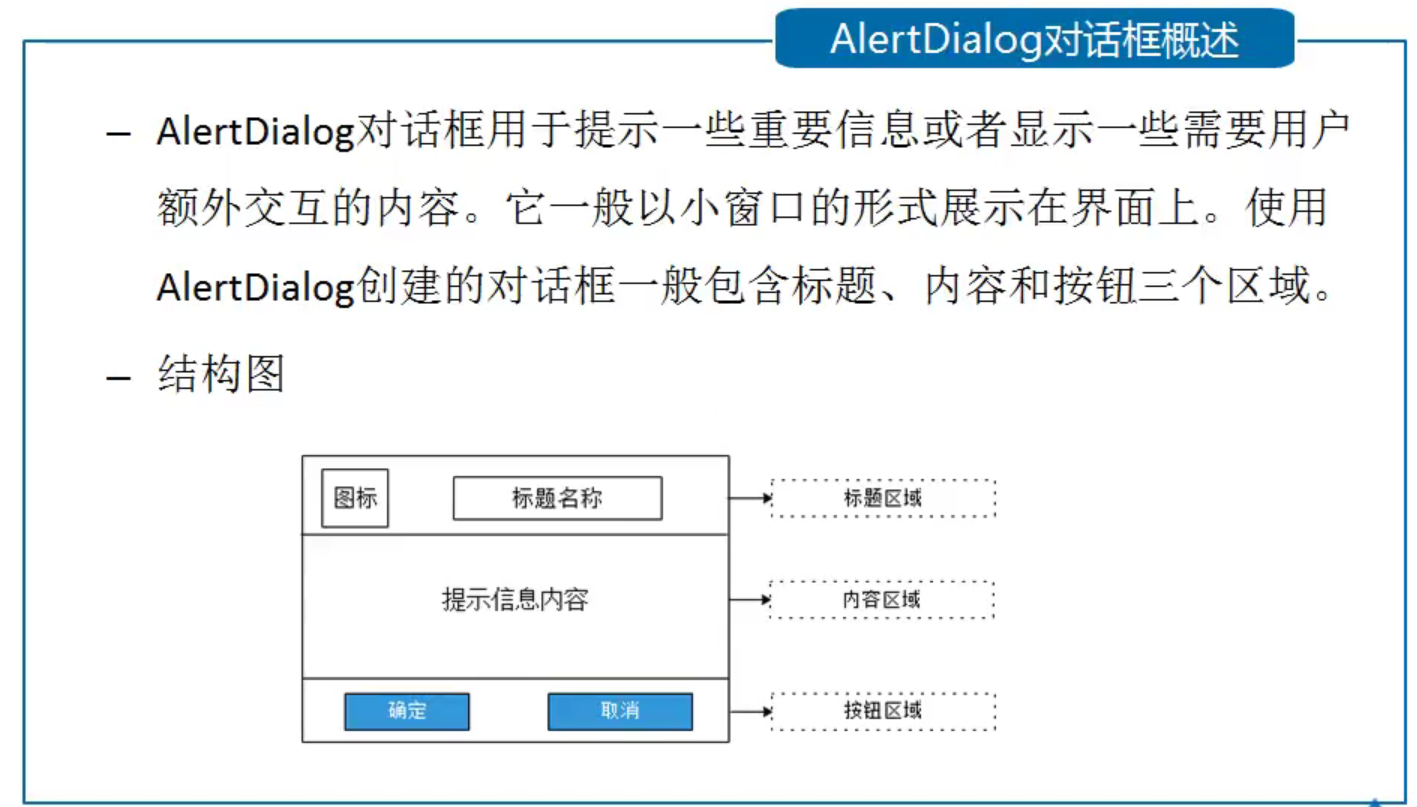 AlertDialog对话框概述
– AlertDialog对话框用于提示一些重要信息或者显示一些需要用户
额外交互的内容。它一般以小窗口的形式展示在界面上。使用
AlertDialog创建的对话框一般包含标题、内容和按钮三个区域。
– 结构图
图标 标题名称 标题区域
提示信息内容 内容区域
确定 取消 按钮区域